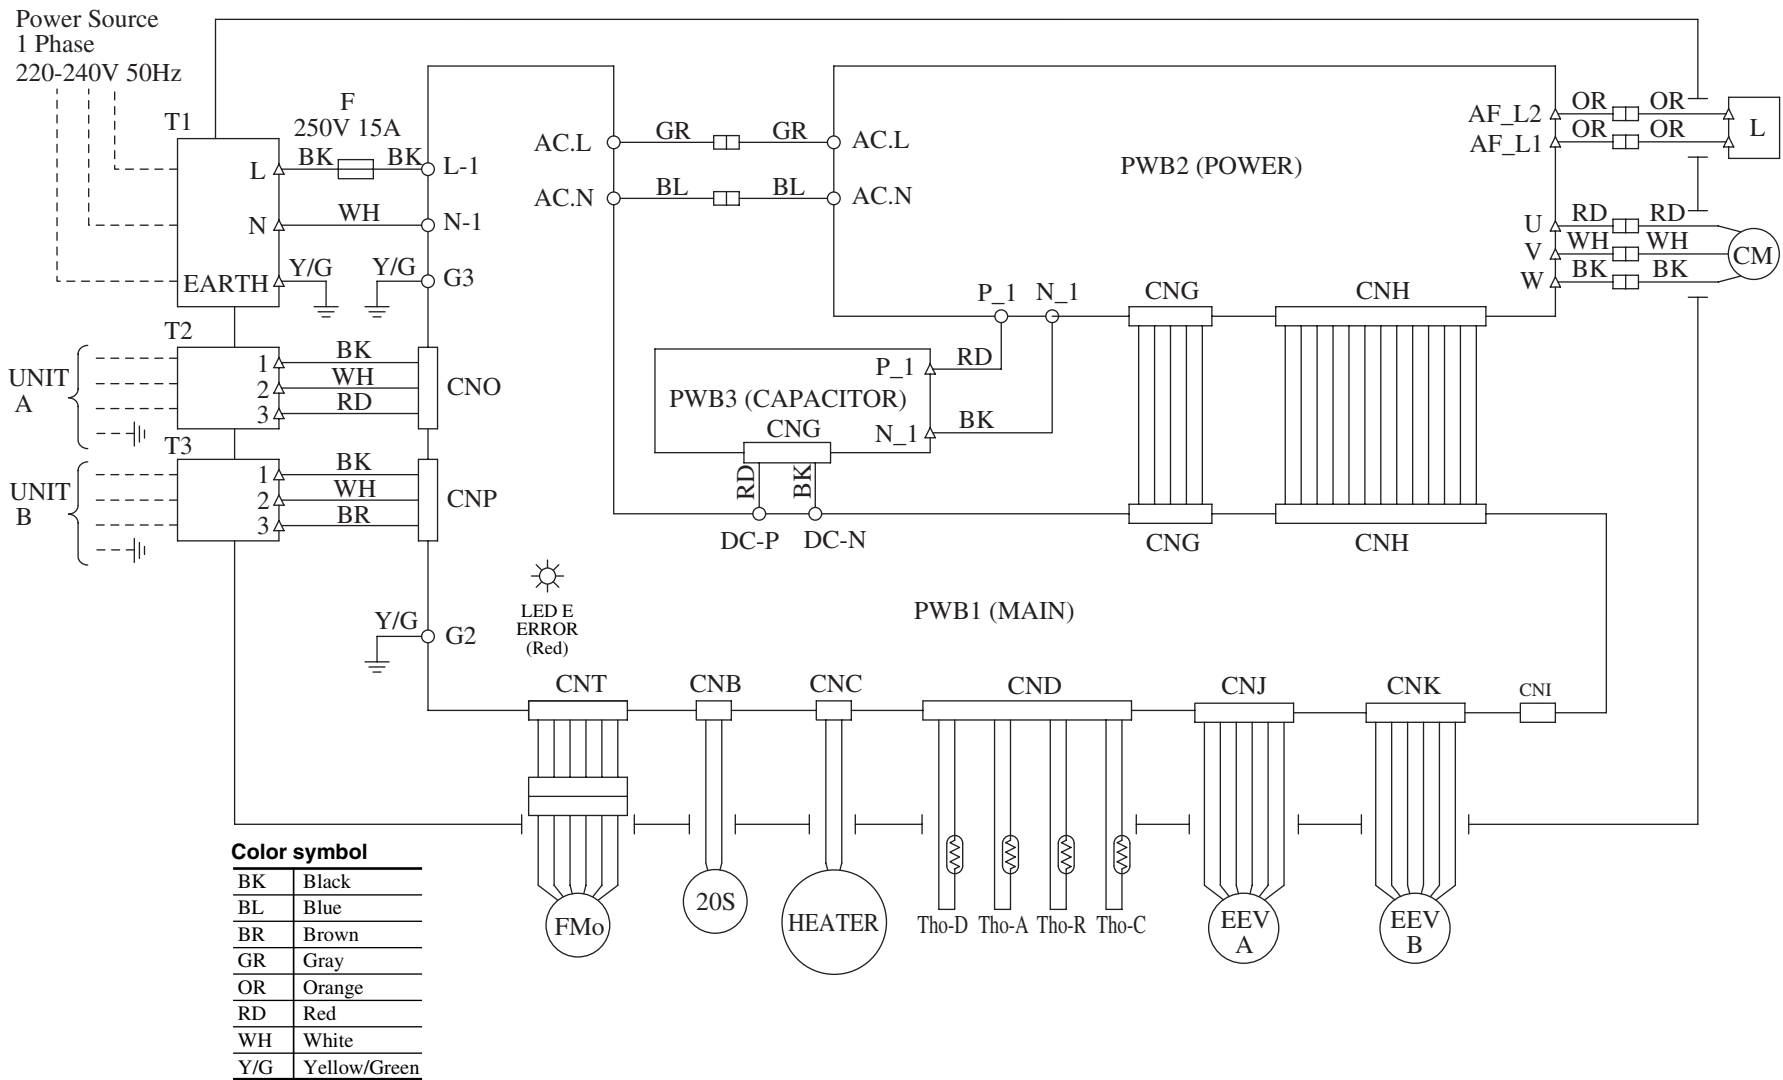 Power Source
1 Phase
220-240V 50Hz
T1
F
250V 15A
L BK BK L-1
N WH N-1
EARTH Y/G Y/G G3
AC.L GR GR AC.L
AC.N BL BL AC.N
PWB2 (POWER)
AF_L2 OR OR
AF_L1 OR OR
L
U RD RD
V WH WH
W BK BK
CM
T2
UNIT
A
1 BK
2 WH
3 RD
CNO
T3
UNIT
B
1 BK
2 WH
3 BR
CNP
P_1 N_1 CNG CNH
P_1 RD
PWB3 (CAPACITOR)
N_1 BK
CNG
RD BK
DC-P DC-N
CNG CNH
LED E
ERROR
(Red)
PWB1 (MAIN)
Y/G G2
CNT CNB CNC CND CNJ CNK CNI
FMo 20S HEATER Tho-D Tho-A Tho-R Tho-C
EEV
A
EEV
B
Color symbol
BK Black
BL Blue
BR Brown
GR Gray
OR Orange
RD Red
WH White
Y/G Yellow/Green